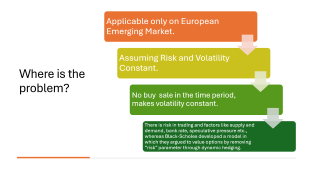 Where is the
problem?
Applicable only on European
Emerging Market.
Assuming Risk and Volatility
Constant.
No buy sale in the time period,
makes volatility constant.
There is risk in trading and factors like supply and
demand, bank rate, speculative pressure etc.,
whereas Black-Scholes developed a model in
which they argued to value options by removing
"risk" parameter through dynamic hedging.